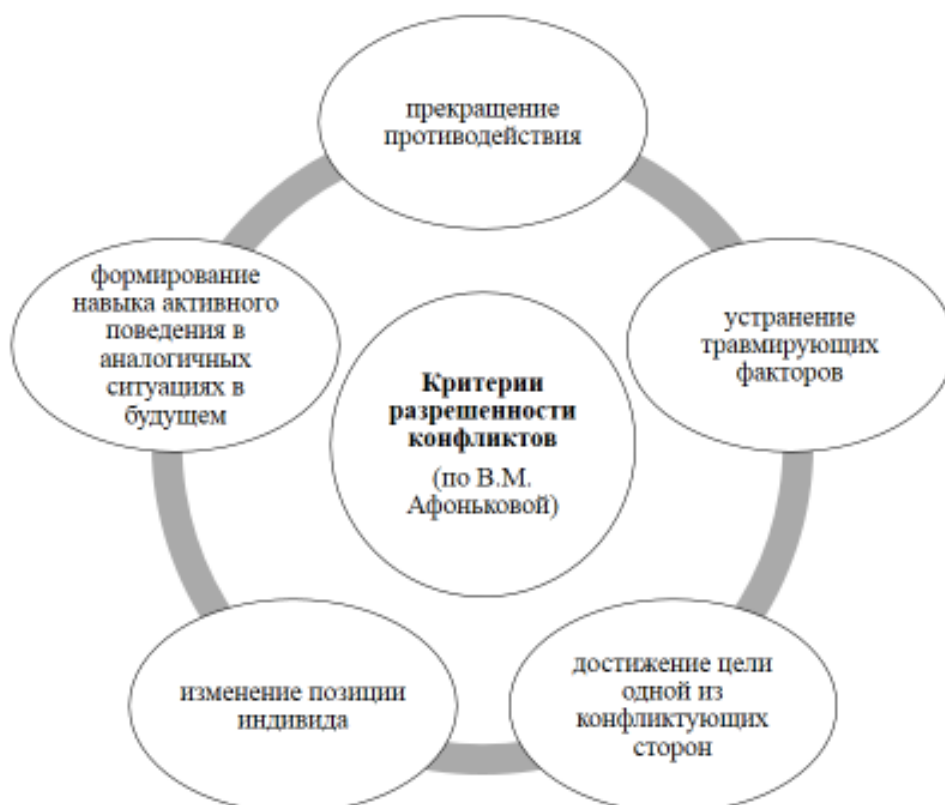 прекращение
противодействия
устранение
травмирующих
факторов
достижение цели
одной из
конфликтующих
сторон
изменение позиции
индивида
формирование
навыка активного
поведения в
аналогичных
ситуациях в
будущем
Критерии
разрешенности
конфликтов
(по В.М.
Афоньковой)